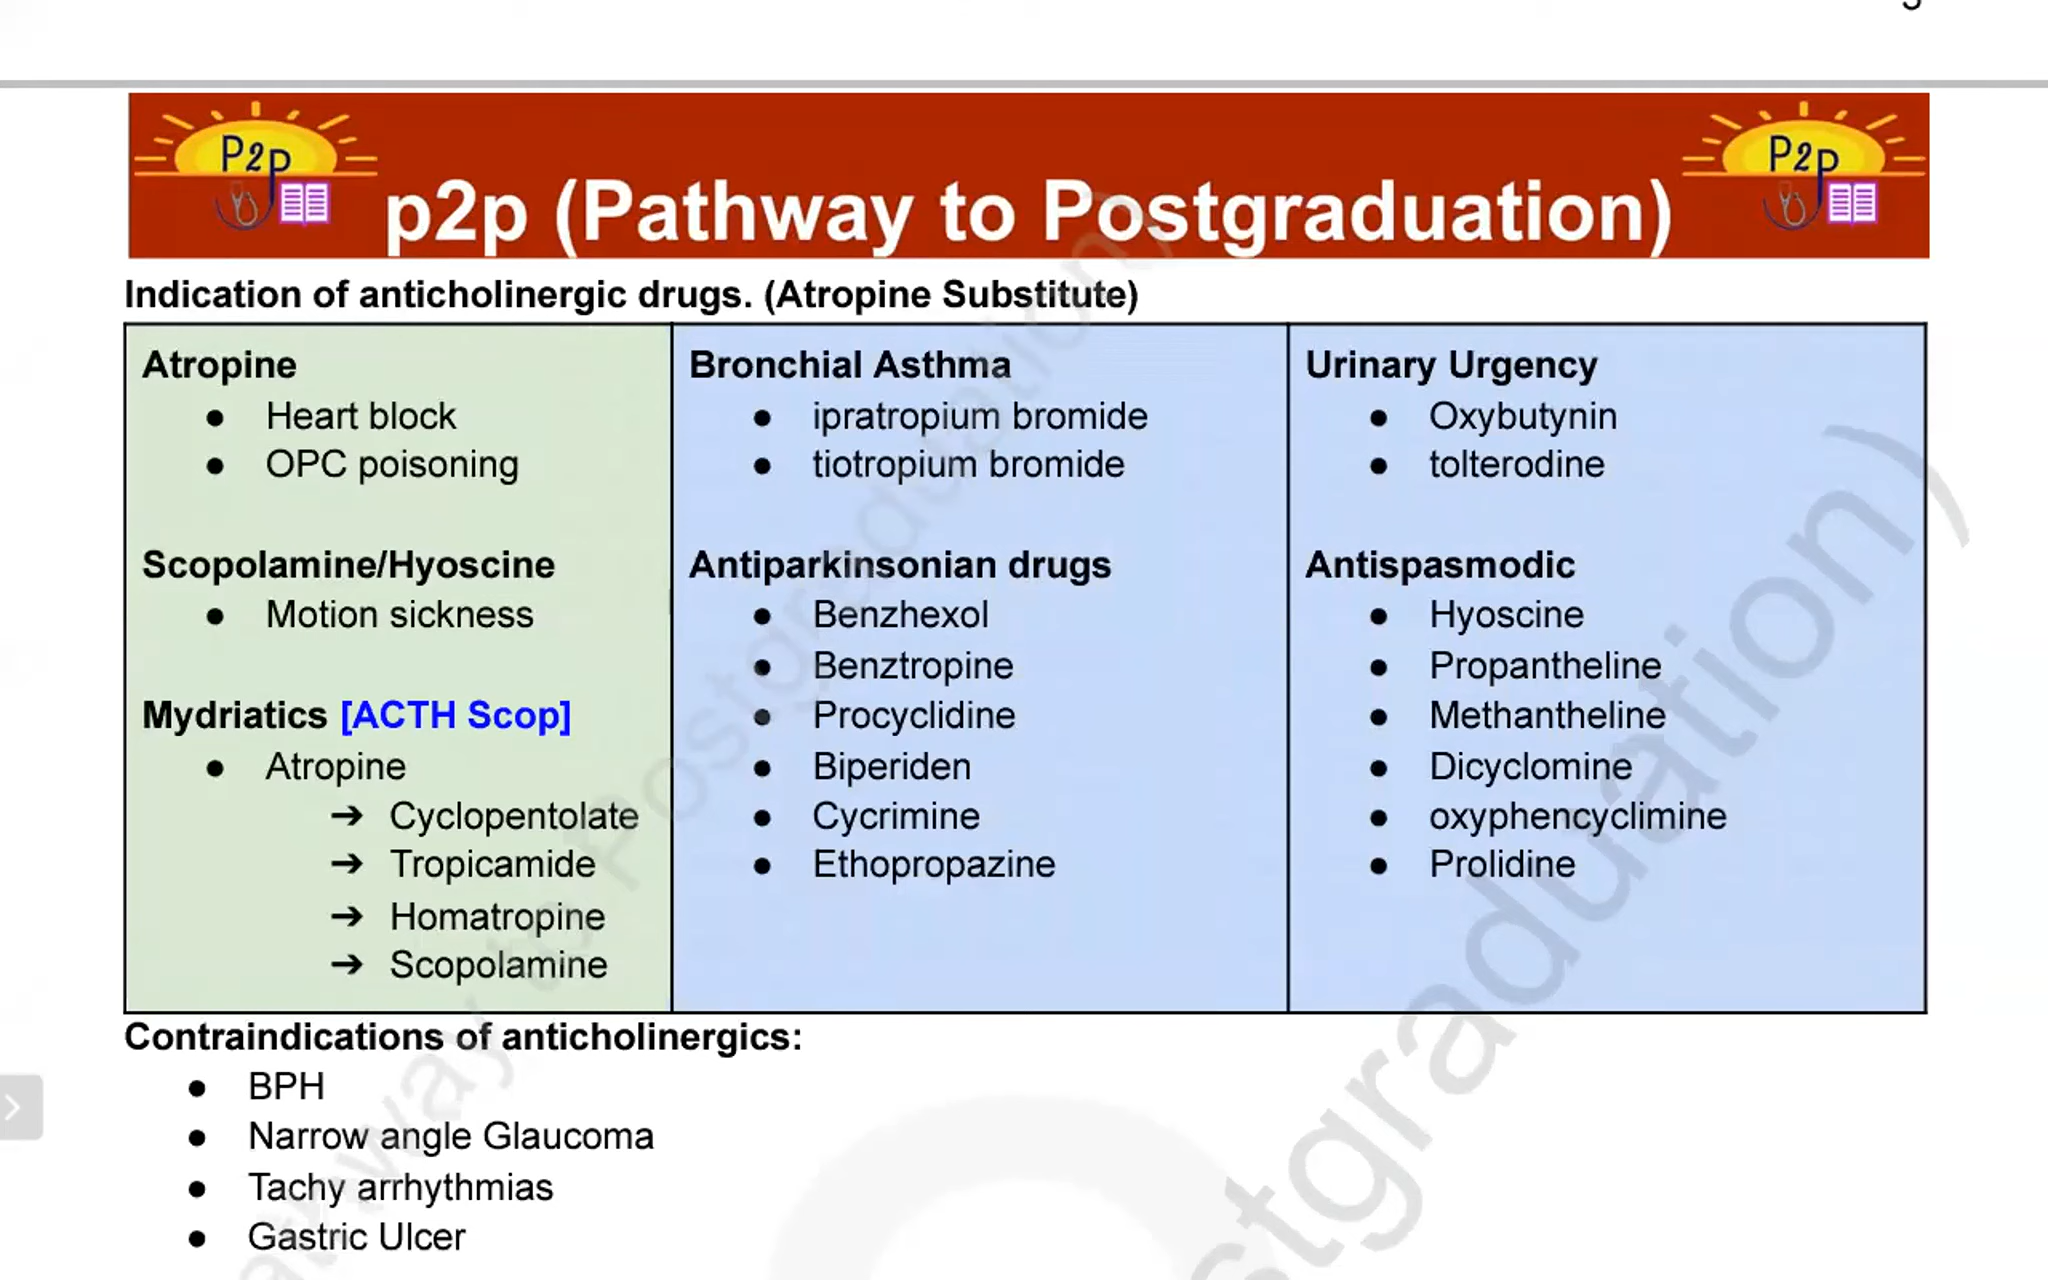 P2p
p2p (Pathway to Postgraduation)
P2p
Indication of anticholinergic drugs. (Atropine Substitute)
Atropine
● Heart block
● OPC poisoning
Scopolamine/Hyoscine
● Motion sickness
Mydriatics [ACTH Scop]
● Atropine
➔ Cyclopentolate
➔ Tropicamide
➔ Homatropine
➔ Scopolamine
Bronchial Asthma
● ipratropium bromide
● tiotropium bromide
Antiparkinsonian drugs
● Benzhexol
● Benztropine
● Procyclidine
● Biperiden
● Cycrimine
● Ethopropazine
Urinary Urgency
● Oxybutynin
● tolterodine
Antispasmodic
● Hyoscine
● Propantheline
● Methantheline
● Dicyclomine
● oxyphencyclimine
● Prolidine
Contraindications of anticholinergics:
● BPH
● Narrow angle Glaucoma
● Tachy arrhythmias
● Gastric Ulcer